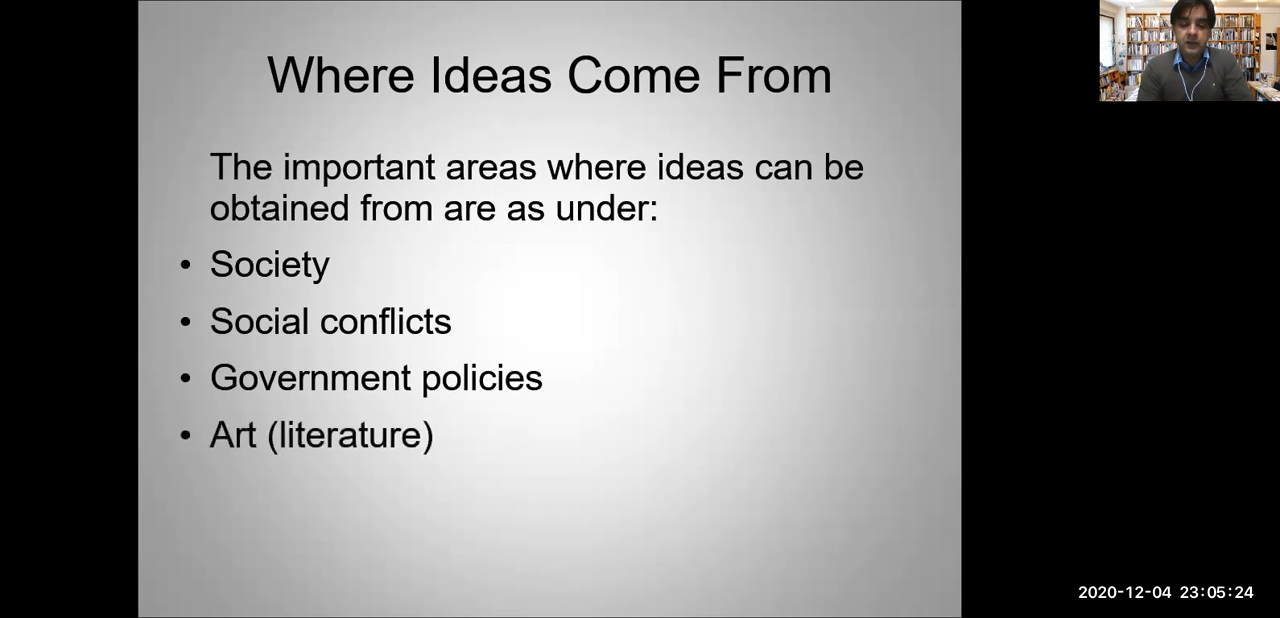 Where Ideas Come From
The important areas where ideas can be
obtained from are as under:
• Society
• Social conflicts
• Government policies
• Art (literature)
2020-12-04 23:05:24